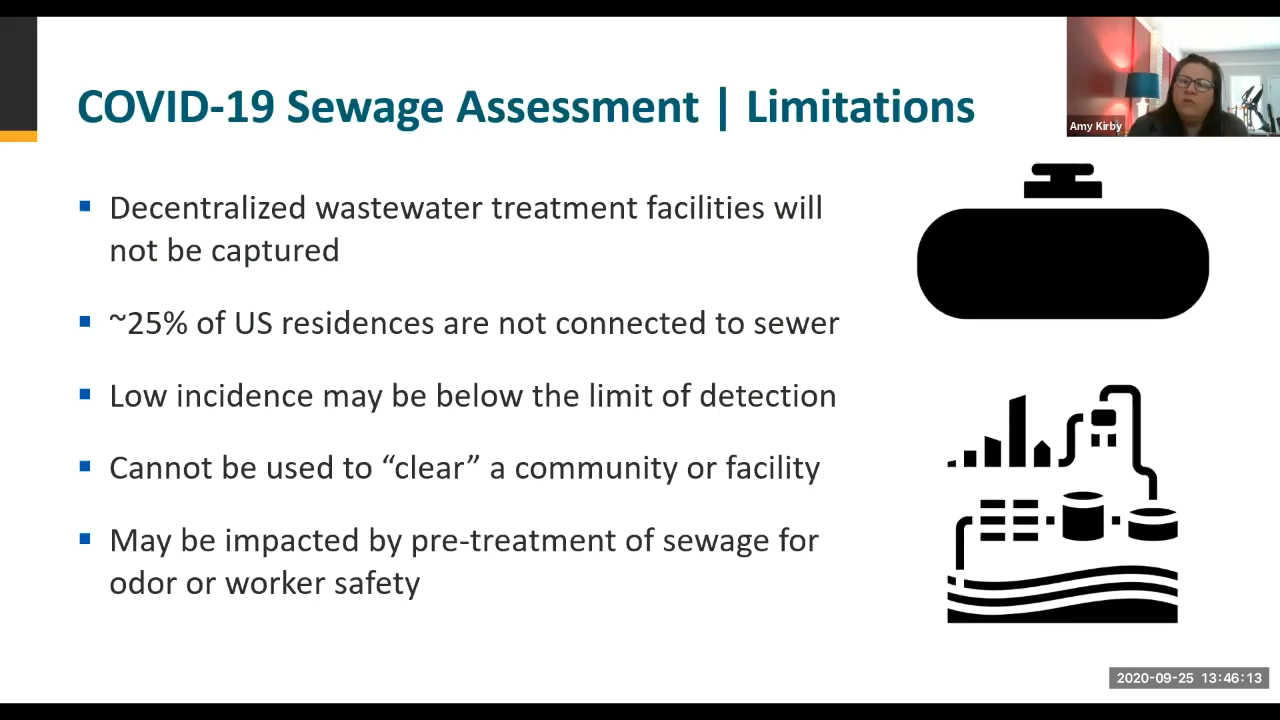 COVID-19 Sewage Assessment | Limitations
Amy Kirby
Decentralized wastewater treatment facilities will
not be captured
~25% of US residences are not connected to sewer
Low incidence may be below the limit of detection
Cannot be used to “clear” a community or facility
May be impacted by pre-treatment of sewage for
odor or worker safety
2020-09-25 13:46:13